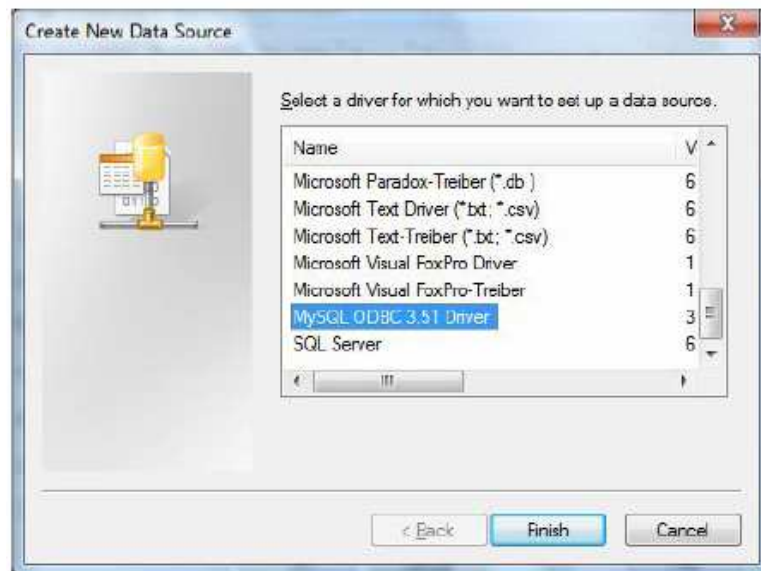 Create New Data Source
Select a driver for which you want to set up a data source.
Name V
Microsoft Paradox-Treiber (*.db ) 6
Microsoft Text Driver (*.txt; *.csv) 6
Microsoft Text-Treiber (*.txt; *.csv) 6
Microsoft Visual FoxPro Driver 1
Microsoft Visual FoxPro-Treiber 1
MySQL ODBC 3.51 Driver 3
SQL Server 6
< Back Finish Cancel